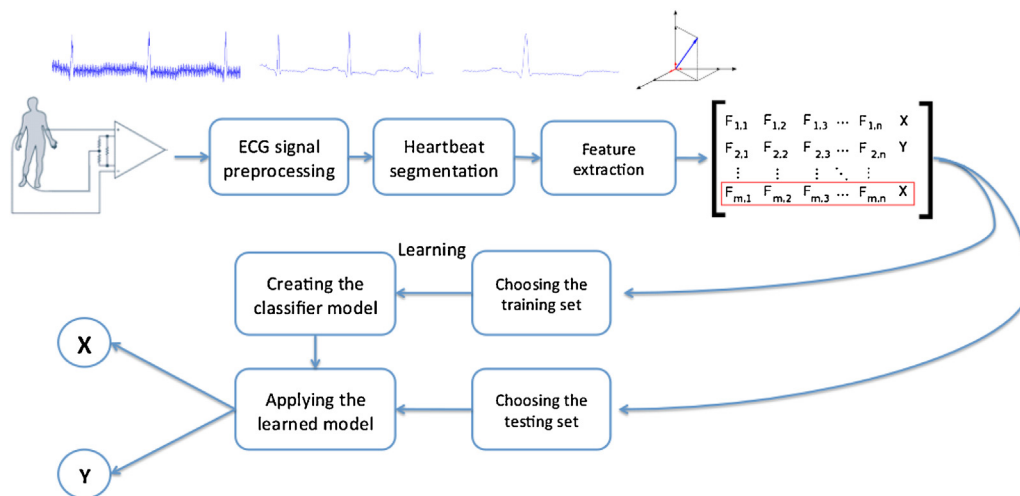 ECG signal
preprocessing
Heartbeat
segmentation
Feature
extraction
F1,1 F1,2 F1,3 ... F1,n X
F2,1 F2,2 F2,3 ... F2,n Y
⋮ ⋮ ⋮ ⋱ ⋮
Fm,1 Fm,2 Fm,3 ... Fm,n X
Learning
Creating the
classifier model
Choosing the
training set
X
Applying the
learned model
Choosing the
testing set
Y